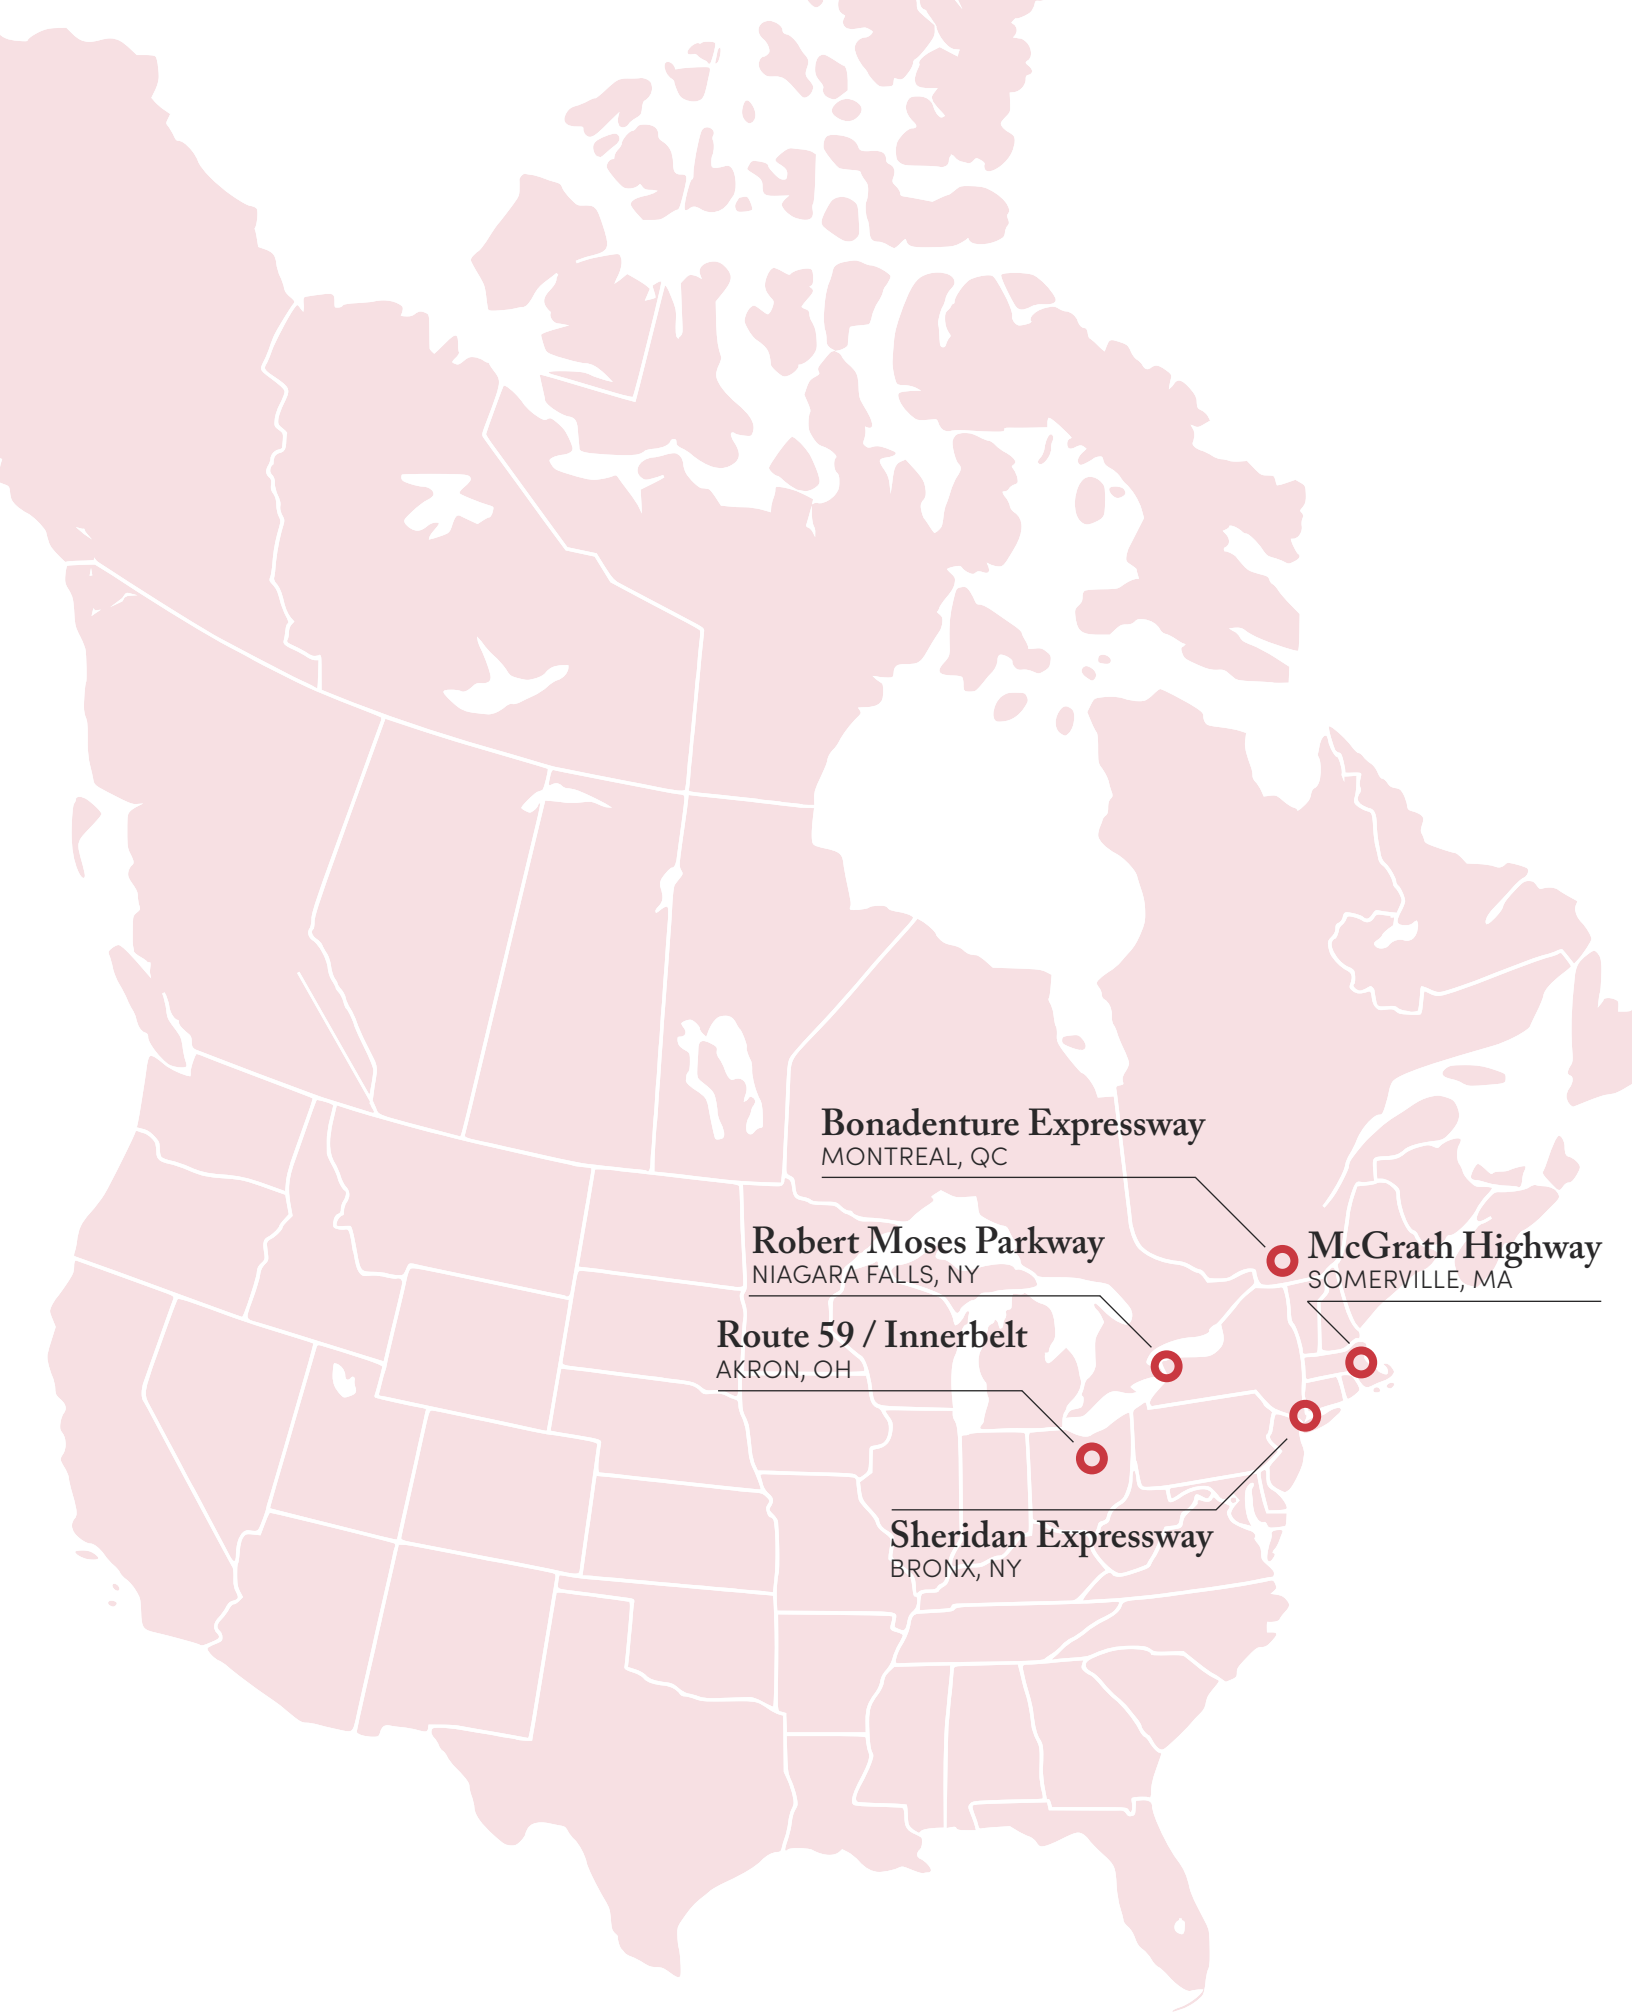 Bonadenture Expressway
MONTREAL, QC
Robert Moses Parkway
NIAGARA FALLS, NY
McGrath Highway
SOMERVILLE, MA
Route 59 / Innerbelt
AKRON, OH
Sheridan Expressway
BRONX, NY